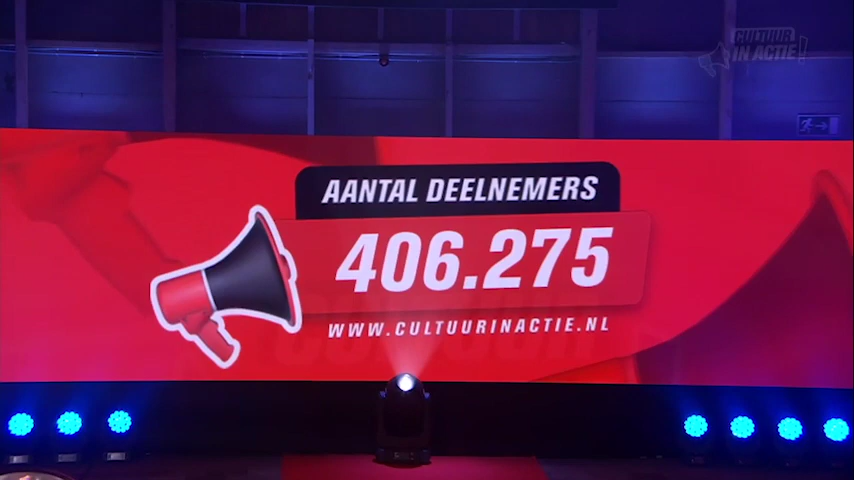 CULTUUR
IN ACTIE!
AANTAL DEELNEMERS
406.275
WWW.CULTUURINACTIE.NL